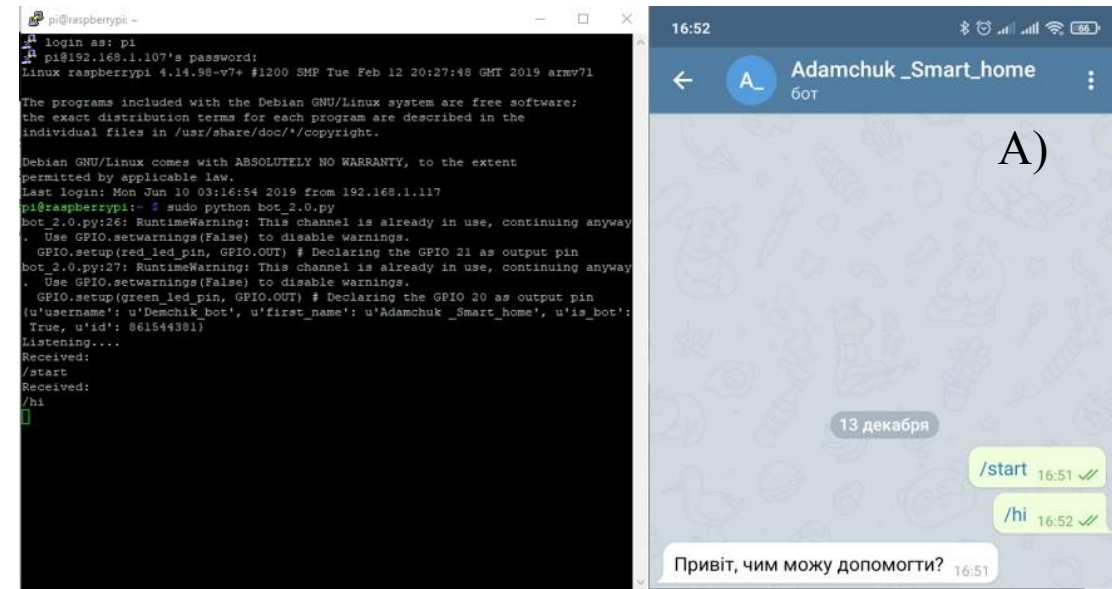 pi@raspberrypi: ~
login as: pi
pi@192.168.1.107's password:
Linux raspberrypi 4.14.98-v7+ #1200 SMP Tue Feb 12 20:27:48 GMT 2019 armv7l
The programs included with the Debian GNU/Linux system are free software;
the exact distribution terms for each program are described in the
individual files in /usr/share/doc/*/copyright.
Debian GNU/Linux comes with ABSOLUTELY NO WARRANTY, to the extent
permitted by applicable law.
Last login: Mon Jun 10 03:16:54 2019 from 192.168.1.117
pi@raspberrypi:~ $ sudo python bot_2.0.py
bot_2.0.py:26: RuntimeWarning: This channel is already in use, continuing anyway
.  Use GPIO.setwarnings(False) to disable warnings.
GPIO.setup(red_led_pin, GPIO.OUT) # Declaring the GPIO 21 as output pin
bot_2.0.py:27: RuntimeWarning: This channel is already in use, continuing anyway
.  Use GPIO.setwarnings(False) to disable warnings.
GPIO.setup(green_led_pin, GPIO.OUT) # Declaring the GPIO 20 as output pin
{u'username': u'Demchik_bot', u'first_name': u'Adamchuk _Smart_home', u'is_bot':
True, u'id': 861544381}
Listening....
Received:
/start
Received:
/hi
16:52
66
A_
Adamchuk _Smart_home
бот
A)
13 декабря
/start 16:51
/hi 16:52
Привіт, чим можу допомогти? 16:51